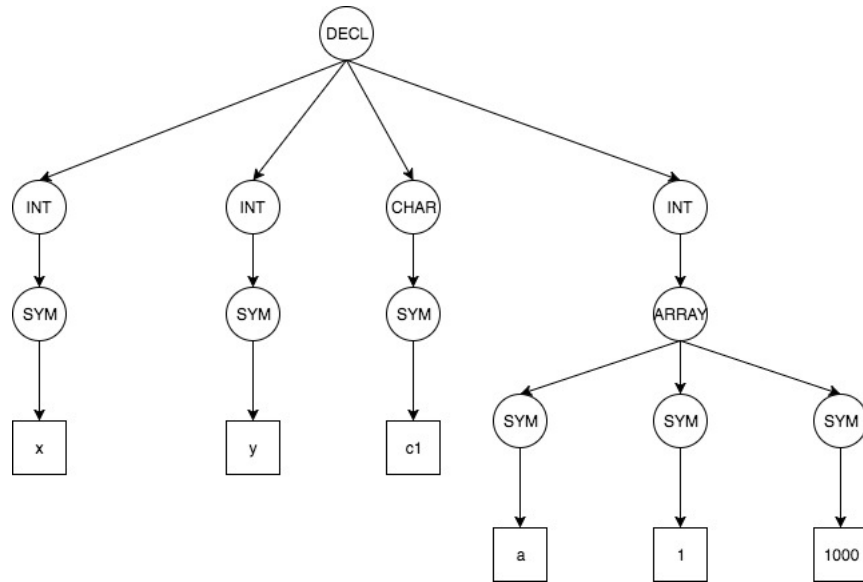 DECL
INT INT CHAR INT
SYM SYM SYM ARRAY
x y c1 SYM SYM SYM
a 1 1000